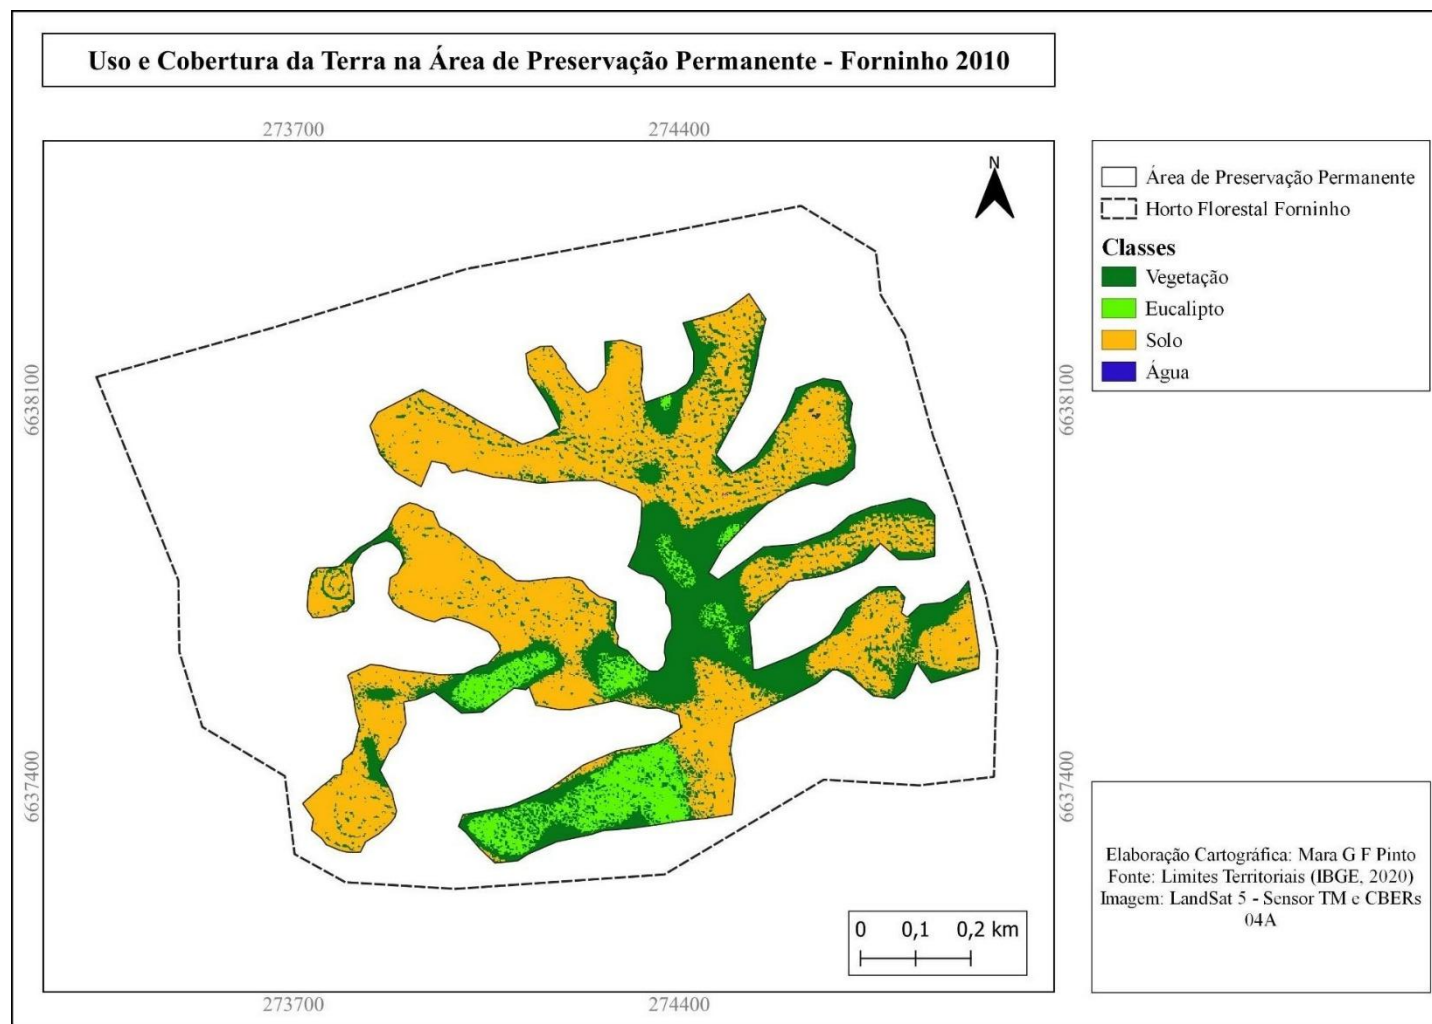 Uso e Cobertura da Terra na Área de Preservação Permanente - Forninho 2010
273700
274400
N
6638100
6638100
6637400
6637400
Área de Preservação Permanente
Horto Florestal Forninho
Classes
Vegetação
Eucalipto
Solo
Água
Elaboração Cartográfica: Mara G F Pinto
Fonte: Limites Territoriais (IBGE, 2020)
Imagem: LandSat 5 - Sensor TM e CBERs
04A
0 0,1 0,2 km
273700
274400